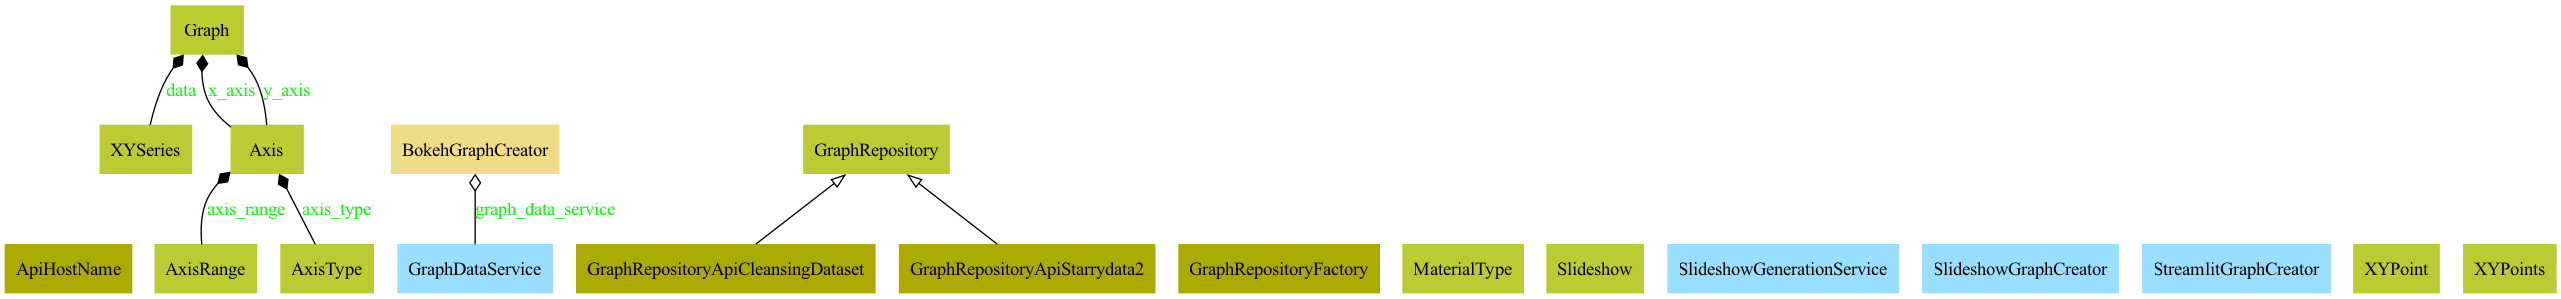 Graph
data
x_axis
y_axis
XYSeries
Axis
BokehGraphCreator
GraphRepository
axis_range
axis_type
graph_data_service
ApiHostName
AxisRange
AxisType
GraphDataService
GraphRepositoryApiCleansingDataset
GraphRepositoryApiStarrydata2
GraphRepositoryFactory
MaterialType
Slideshow
SlideshowGenerationService
SlideshowGraphCreator
StreamlitGraphCreator
XYPoint
XYPoints